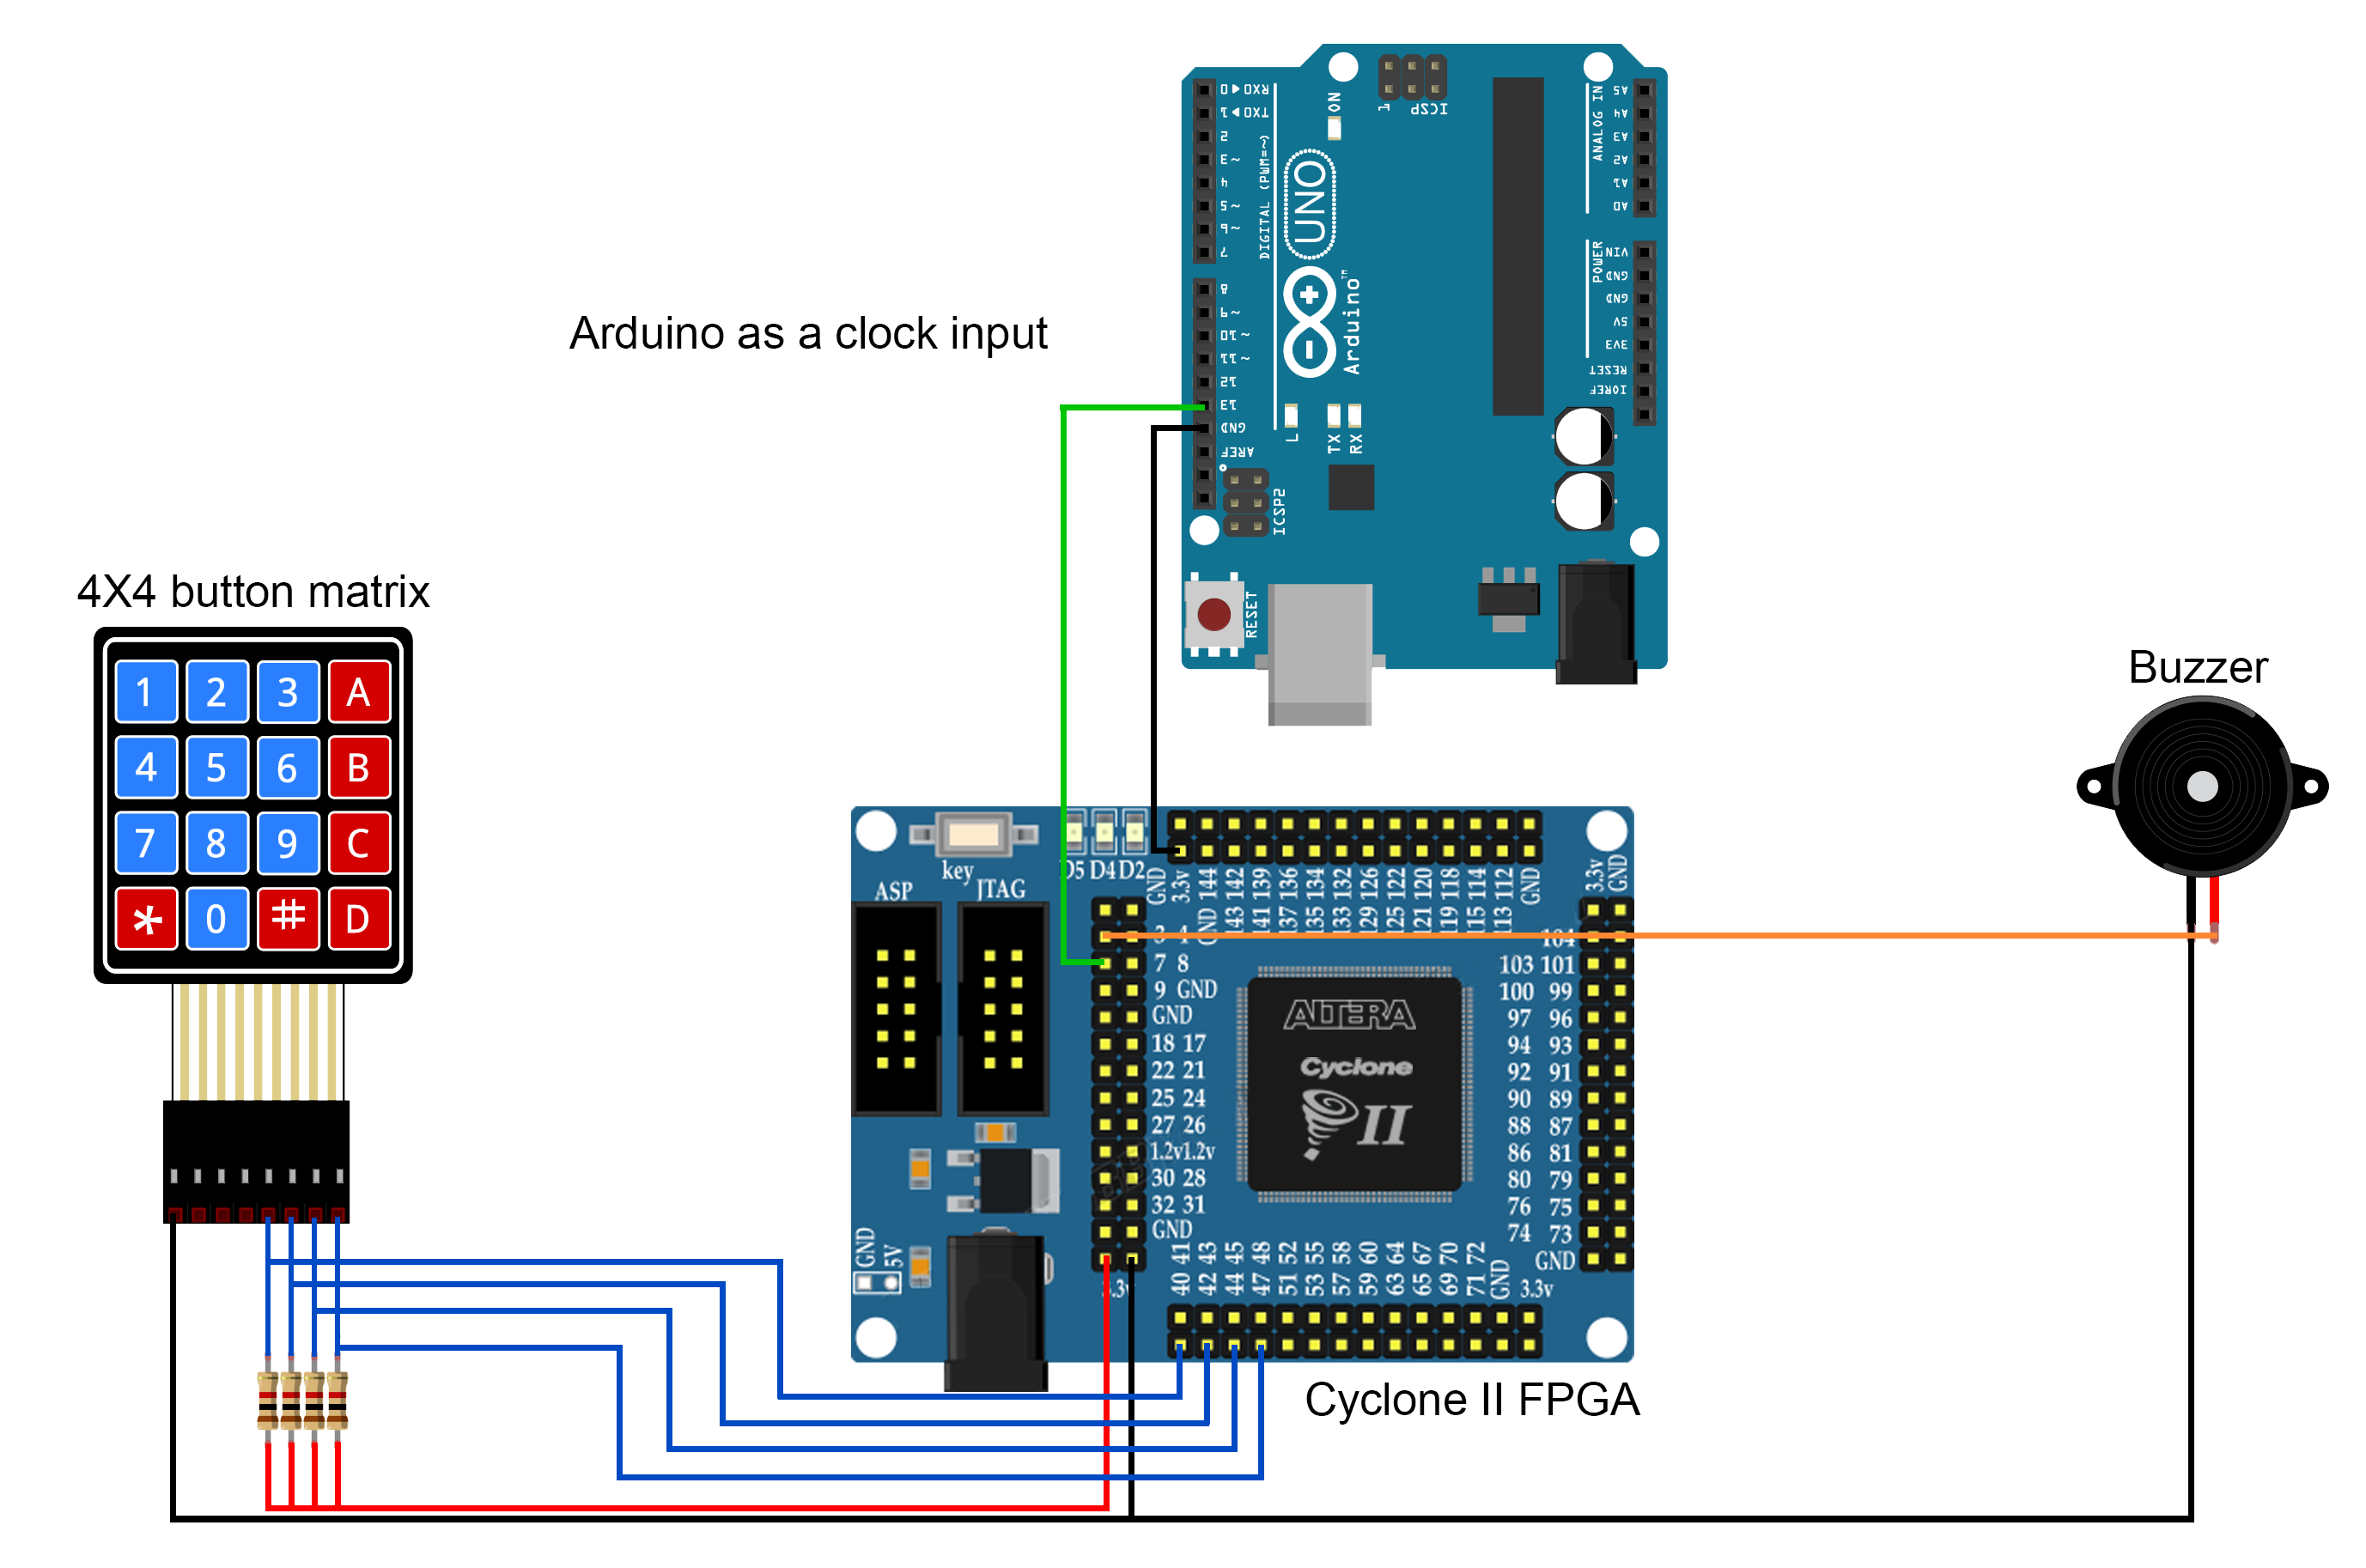 Arduino as a clock input
4X4 button matrix
Buzzer
Cyclone II FPGA
1 2 3 A
4 5 6 B
7 8 9 C
* 0 # D
RX0 ◄ 0
TX0 ► 1
2
~3
4
~5
~6
7
DIGITAL (PWM=~)
8
~9
~10
~11
12
13
GND
AREF
ON
1 ICSP
UNO
Arduino™
L
TX
RX
ICSP2
RESET
ANALOG IN
A5
A4
A3
A2
A1
A0
POWER
VIN
GND
GND
5V
3V3
RESET
IOREF
key
D5 D4 D2
ASP
JTAG
GND 3.3v 144 142 139 136 134 132 126 122 120 118 114 112 GND
GND 143 141 137 135 133 129 125 121 119 115 113
3.3v GND
3 4
7 8
9 GND
GND
18 17
22 21
25 24
27 26
1.2v1.2v
30 28
32 31
GND
3.3v
104
103 101
100 99
97 96
94 93
92 91
90 89
88 87
86 81
80 79
76 75
74 73
GND
ALTERA
Cyclone
II
GND 5V
41 43 45 48 52 55 58 60 64 67 70 72
40 42 44 47 51 53 57 59 63 65 69 71 GND 3.3v